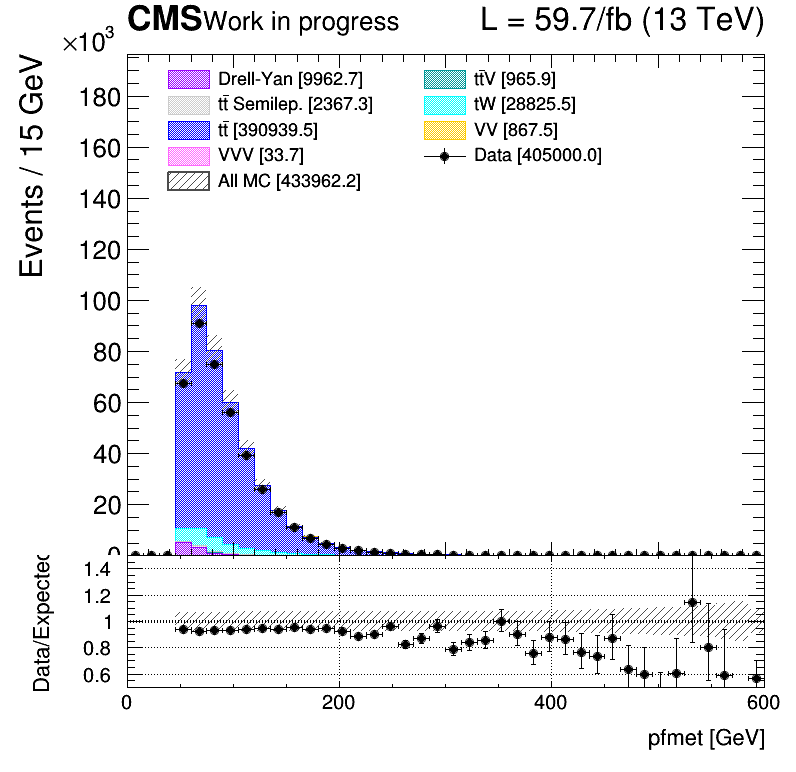 CMS Work in progress L = 59.7/fb (13 TeV)
×10³
Events / 15 GeV
Drell-Yan [9962.7]
tt̄ Semilep. [2367.3]
tt̄ [390939.5]
VVV [33.7]
All MC [433962.2]
tt̄V [965.9]
tW [28825.5]
VV [867.5]
Data [405000.0]
180
160
140
120
100
80
60
40
20
0
Data/Expected
1.4
1.2
1
0.8
0.6
0 200 400 600
pfmet [GeV]